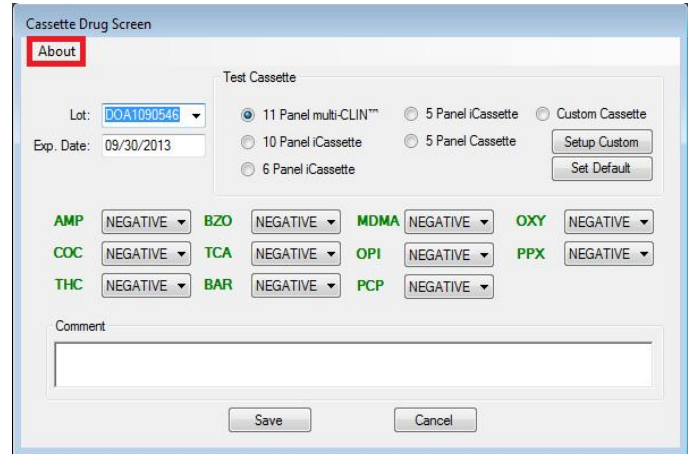 Cassette Drug Screen
About
Test Cassette
Lot: DOA1090546
Exp. Date: 09/30/2013
11 Panel multi-CLIN™ 5 Panel iCassette Custom Cassette
10 Panel iCassette 5 Panel Cassette Setup Custom
6 Panel iCassette Set Default
AMP NEGATIVE BZO NEGATIVE MDMA NEGATIVE OXY NEGATIVE
COC NEGATIVE TCA NEGATIVE OPI NEGATIVE PPX NEGATIVE
THC NEGATIVE BAR NEGATIVE PCP NEGATIVE
Comment
Save Cancel